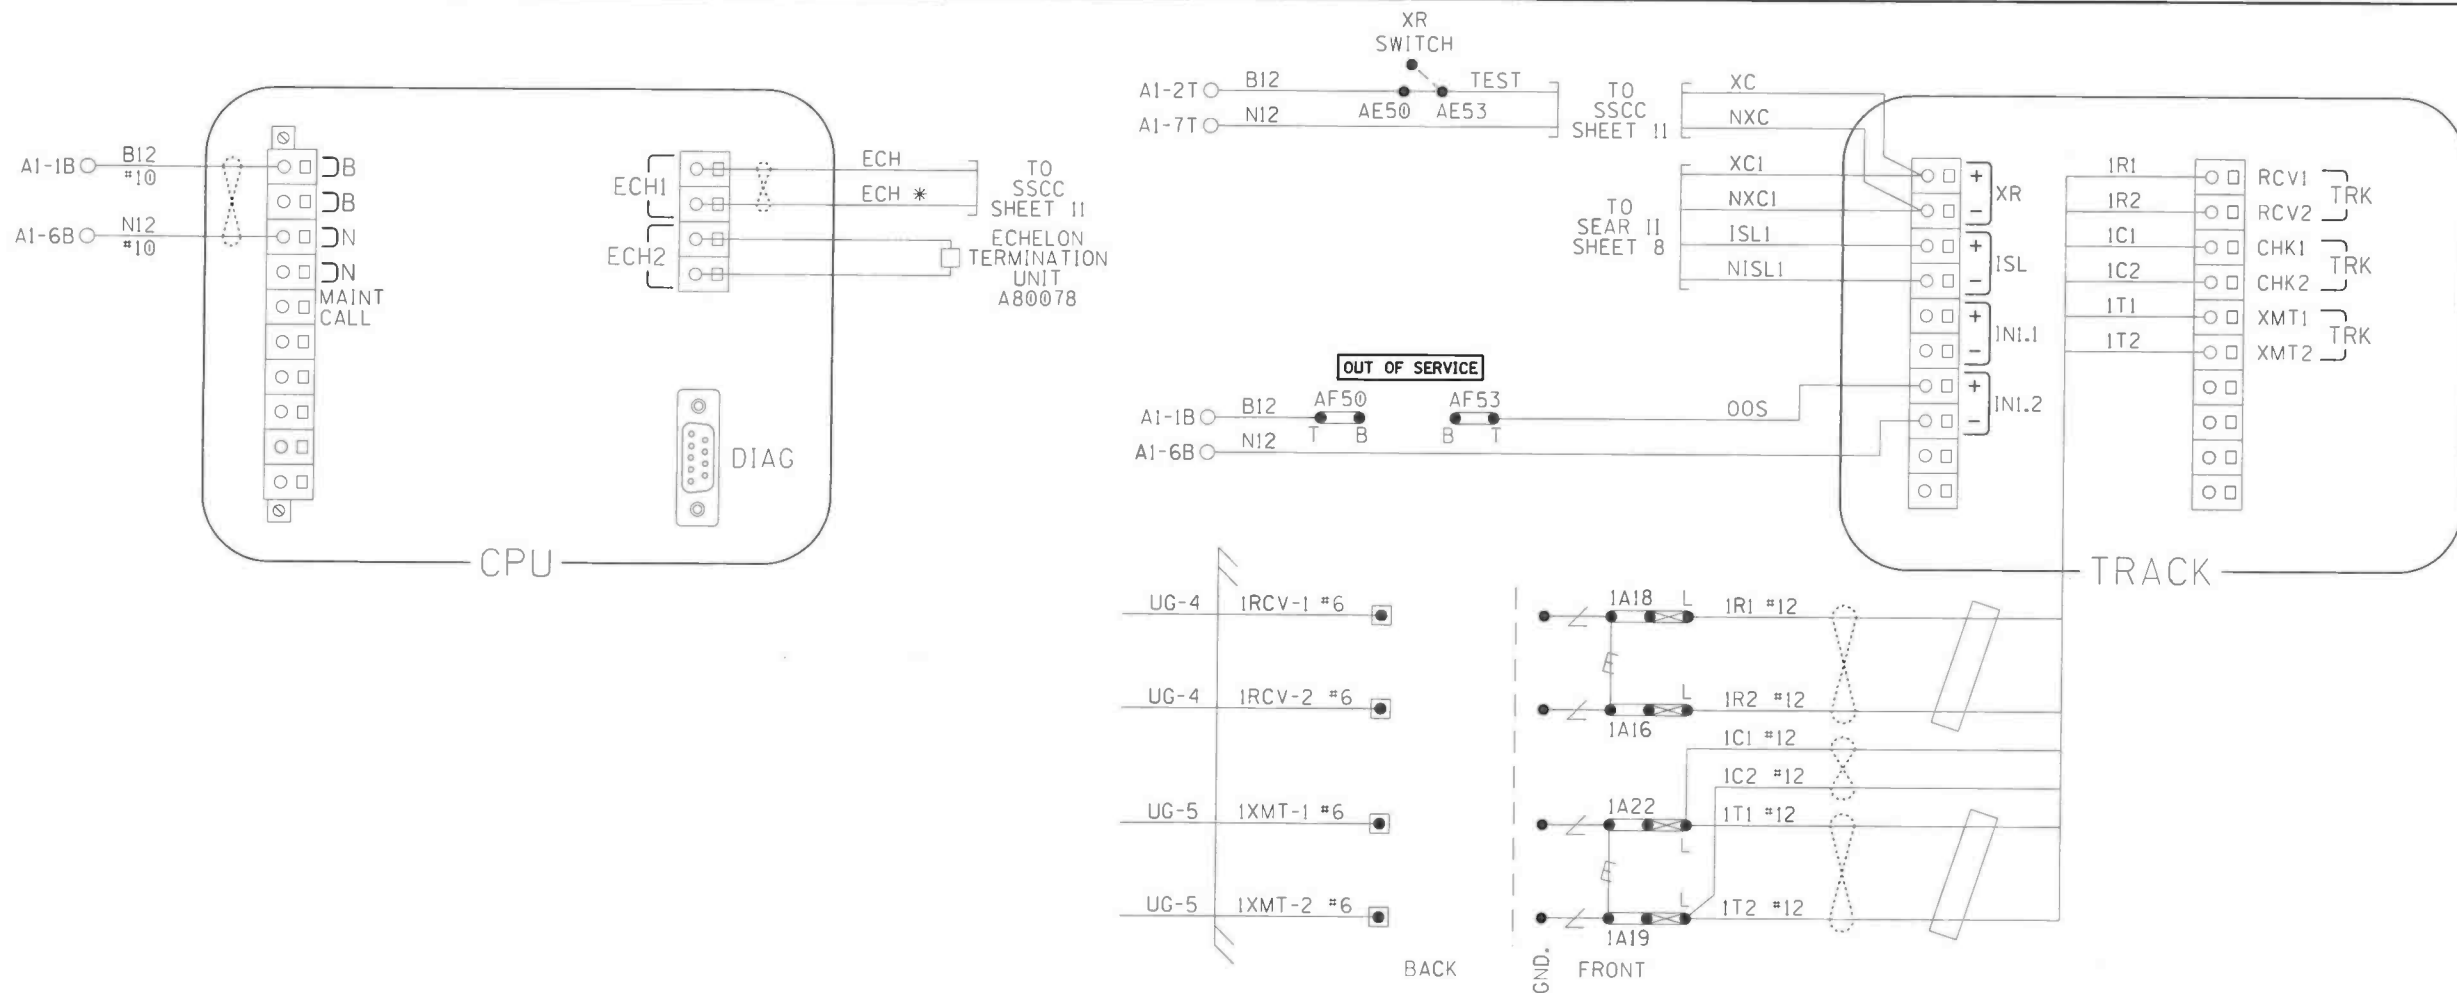 A1-1B
B12
#10
A1-6B
N12
#10
B
B
N
N
MAINT
CALL
ECH1
ECH2
ECH
ECH *
TO
SSCC
SHEET 11
ECHELON
TERMINATION
UNIT
A80078
DIAG
CPU
XR
SWITCH
A1-2T
B12
TEST
A1-7T
N12
AE50
AE53
TO
SSCC
SHEET 11
XC
NXC
TO
SEAR II
SHEET 8
XC1
NXC1
ISL1
NISL1
+
-
XR
+
-
ISL
+
-
IN1.1
+
-
IN1.2
OUT OF SERVICE
A1-1B
B12
AF50
T B
AF53
B T
OOS
A1-6B
N12
1R1
1R2
1C1
1C2
1T1
1T2
RCV1
RCV2
TRK
CHK1
CHK2
TRK
XMT1
XMT2
TRK
TRACK
UG-4
1RCV-1 #6
1A18
L
1R1 #12
E
UG-4
1RCV-2 #6
1A16
L
1R2 #12
1C1 #12
1C2 #12
UG-5
1XMT-1 #6
1A22
L
1T1 #12
E
UG-5
1XMT-2 #6
1A19
L
1T2 #12
BACK
GND.
FRONT